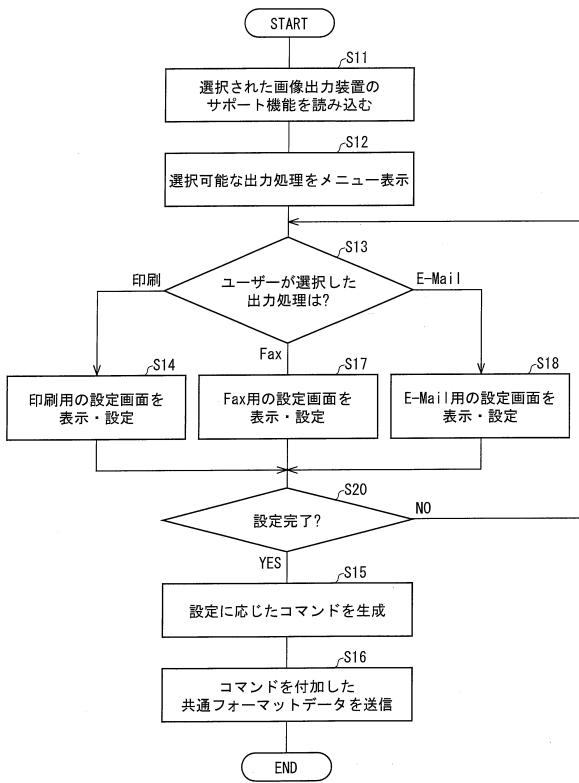 START
S11
選択された画像出力装置の
サポート機能を読み込む
S12
選択可能な出力処理をメニュー表示
S13
ユーザーが選択した
出力処理は?
印刷
E-Mail
Fax
S14
印刷用の設定画面を
表示・設定
S17
Fax用の設定画面を
表示・設定
S18
E-Mail用の設定画面を
表示・設定
S20
設定完了?
NO
YES
S15
設定に応じたコマンドを生成
S16
コマンドを付加した
共通フォーマットデータを送信
END